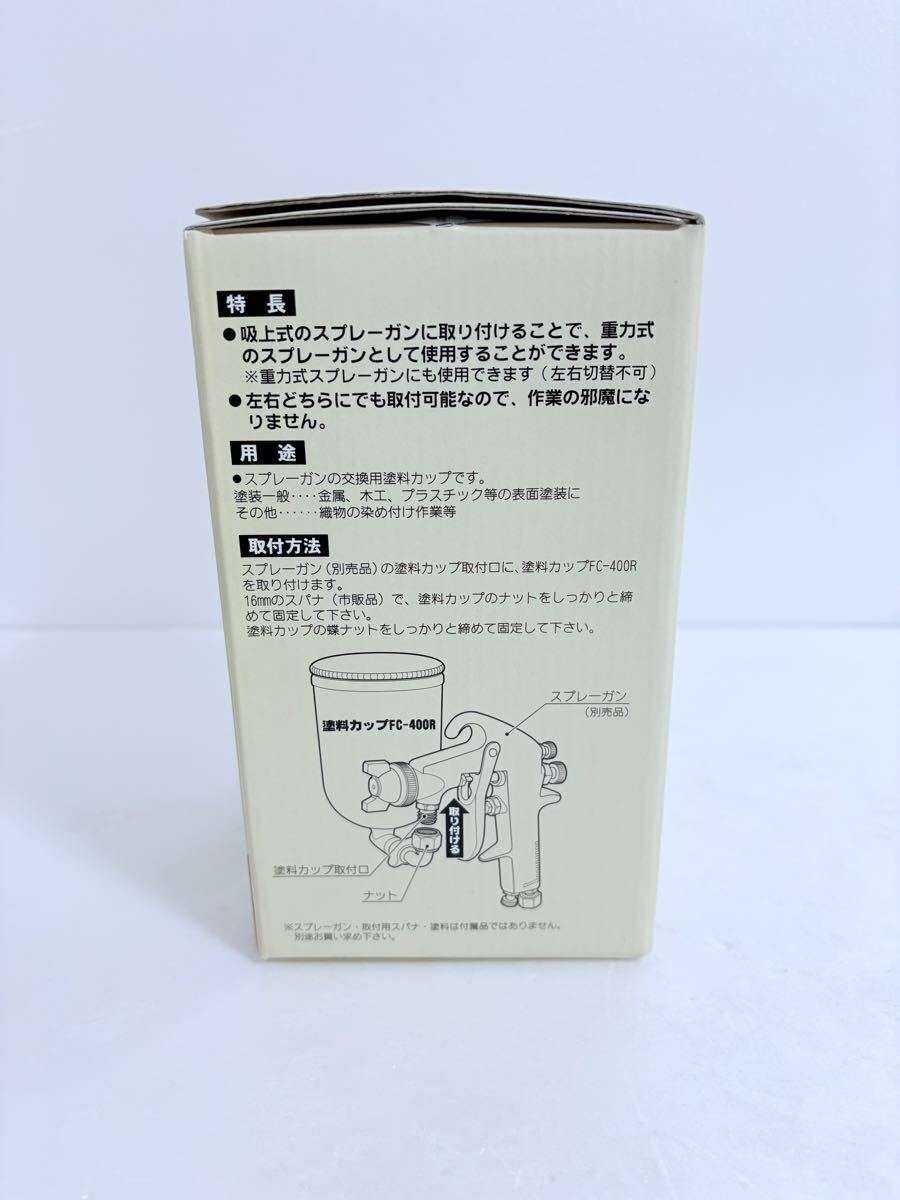 特長
●吸上式のスプレーガンに取り付けることで、重力式
のスプレーガンとして使用することができます。
※重力式スプレーガンにも使用できます(左右切替不可)
●左右どちらにでも取付可能なので、作業の邪魔にな
りません。
用途
●スプレーガンの交換用塗料カップです。
塗装一般‥‥金属、木工、プラスチック等の表面塗装に
その他‥‥‥織物の染め付け作業等
取付方法
スプレーガン(別売品)の塗料カップ取付口に、塗料カップFC-400R
を取り付けます。
16mmのスパナ(市販品)で、塗料カップのナットをしっかりと締
めて固定して下さい。
塗料カップの蝶ナットをしっかりと締めて固定して下さい。
スプレーガン
(別売品)
塗料カップFC-400R
取り付ける
塗料カップ取付口
ナット
※スプレーガン・取付用スパナ・塗料は付属品ではありません。
別途お買い求め下さい。